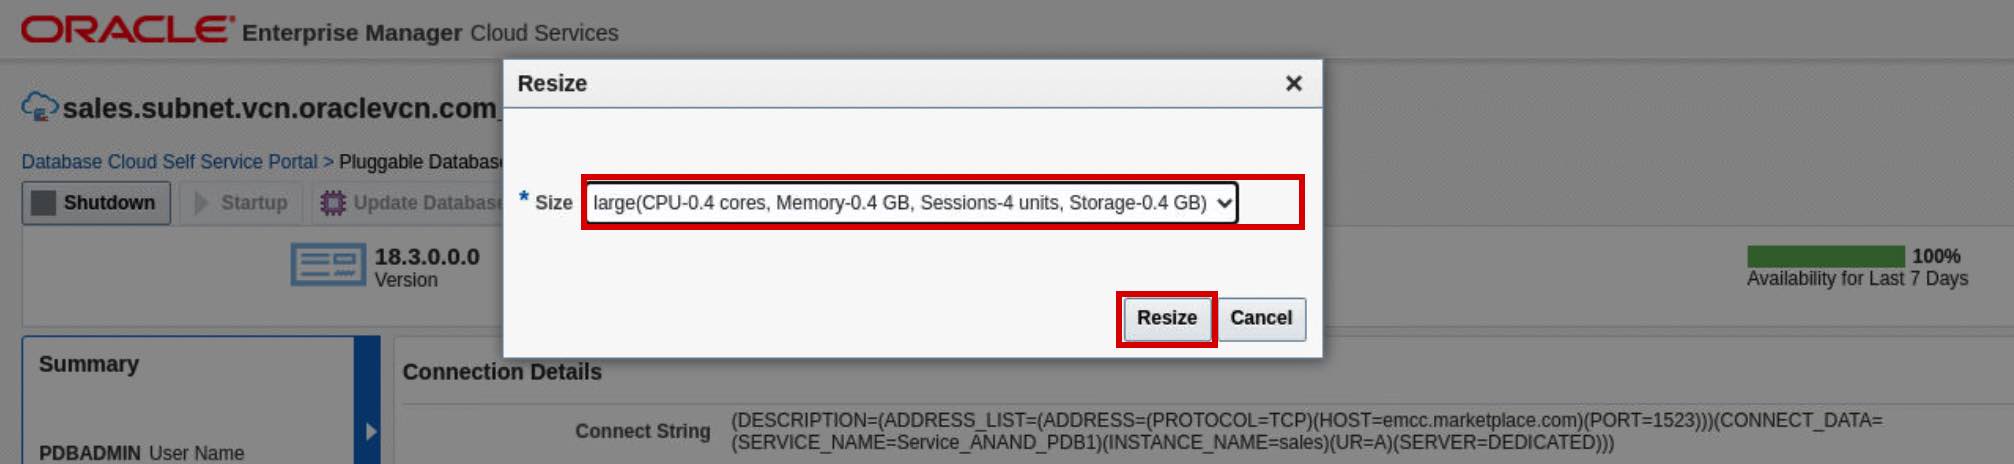 ORACLE Enterprise Manager Cloud Services
sales.subnet.vcn.oraclevcn.com_
Database Cloud Self Service Portal > Pluggable Databas
Shutdown
Startup
Update Database
18.3.0.0.0
Version
100%
Availability for Last 7 Days
Resize
* Size large(CPU-0.4 cores, Memory-0.4 GB, Sessions-4 units, Storage-0.4 GB)
Resize
Cancel
Summary
PDBADMIN User Name
Connection Details
Connect String (DESCRIPTION=(ADDRESS_LIST=(ADDRESS=(PROTOCOL=TCP)(HOST=emcc.marketplace.com)(PORT=1523)))(CONNECT_DATA=
(SERVICE_NAME=Service_ANAND_PDB1)(INSTANCE_NAME=sales)(UR=A)(SERVER=DEDICATED)))